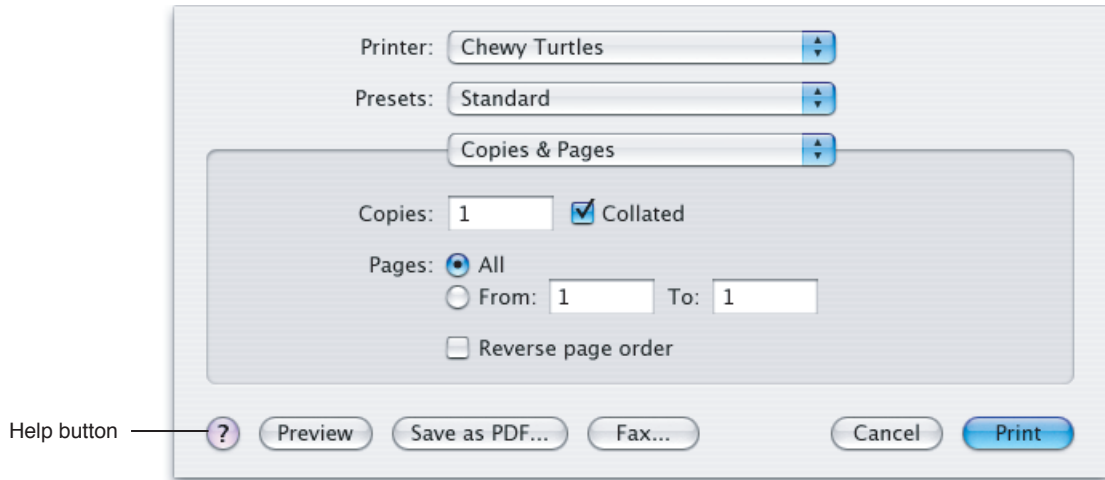 Printer: Chewy Turtles
Presets: Standard
Copies & Pages
Copies: 1 Collated
Pages: All
From: 1 To: 1
Reverse page order
Help button ? Preview Save as PDF... Fax... Cancel Print